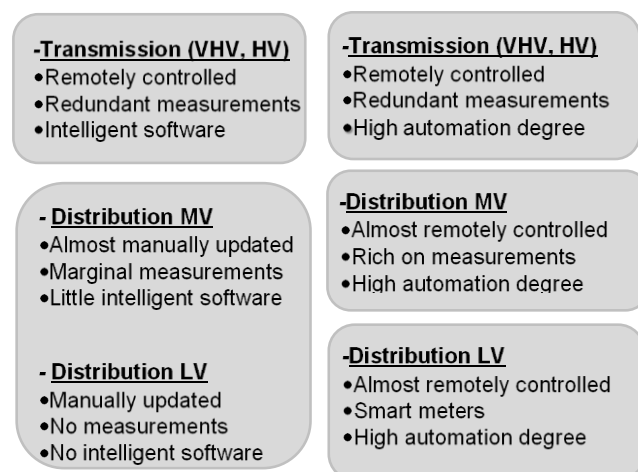 -Transmission (VHV, HV)
•Remotely controlled
•Redundant measurements
•Intelligent software
- Distribution MV
•Almost manually updated
•Marginal measurements
•Little intelligent software
- Distribution LV
•Manually updated
•No measurements
•No intelligent software
-Transmission (VHV, HV)
•Remotely controlled
•Redundant measurements
•High automation degree
-Distribution MV
•Almost remotely controlled
•Rich on measurements
•High automation degree
-Distribution LV
•Almost remotely controlled
•Smart meters
•High automation degree